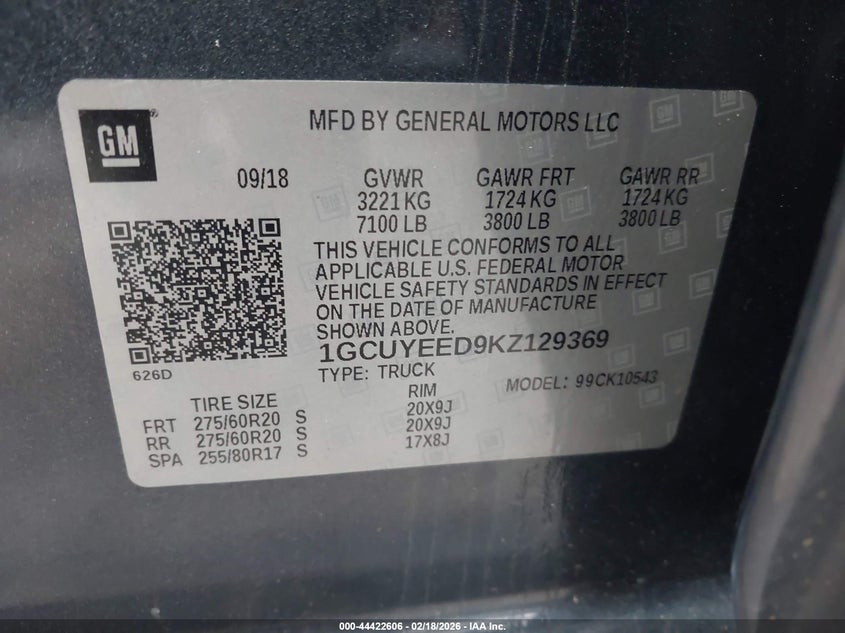 GM
MFD BY GENERAL MOTORS LLC
09/18 GVWR GAWR FRT GAWR RR
3221 KG 1724 KG 1724 KG
7100 LB 3800 LB 3800 LB
THIS VEHICLE CONFORMS TO ALL
APPLICABLE U.S. FEDERAL MOTOR
VEHICLE SAFETY STANDARDS IN EFFECT
ON THE DATE OF MANUFACTURE
SHOWN ABOVE.
1GCUYEED9KZ129369
626D
TYPE: TRUCK MODEL: 99CK10543
TIRE SIZE RIM
FRT 275/60R20 S 20X9J
RR 275/60R20 S 20X9J
SPA 255/80R17 S 17X8J
000-44422606 - 02/18/2026 - IAA Inc.